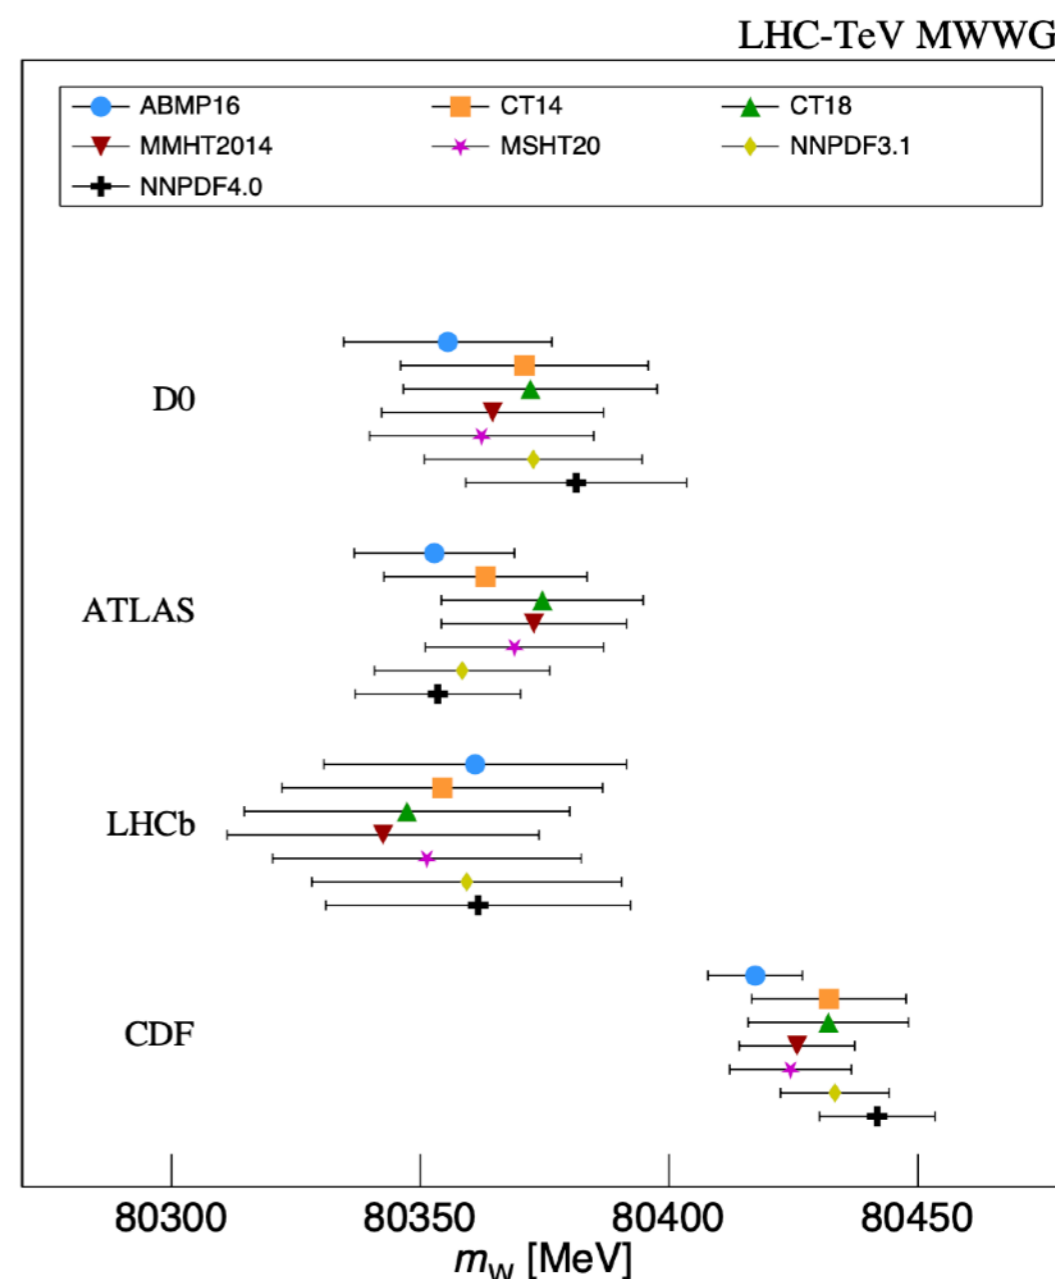 LHC-TeV MWWG
ABMP16 CT14 CT18
MMHT2014 MSHT20 NNPDF3.1
NNPDF4.0
D0
ATLAS
LHCb
CDF
80300 80350 80400 80450
m_W [MeV]